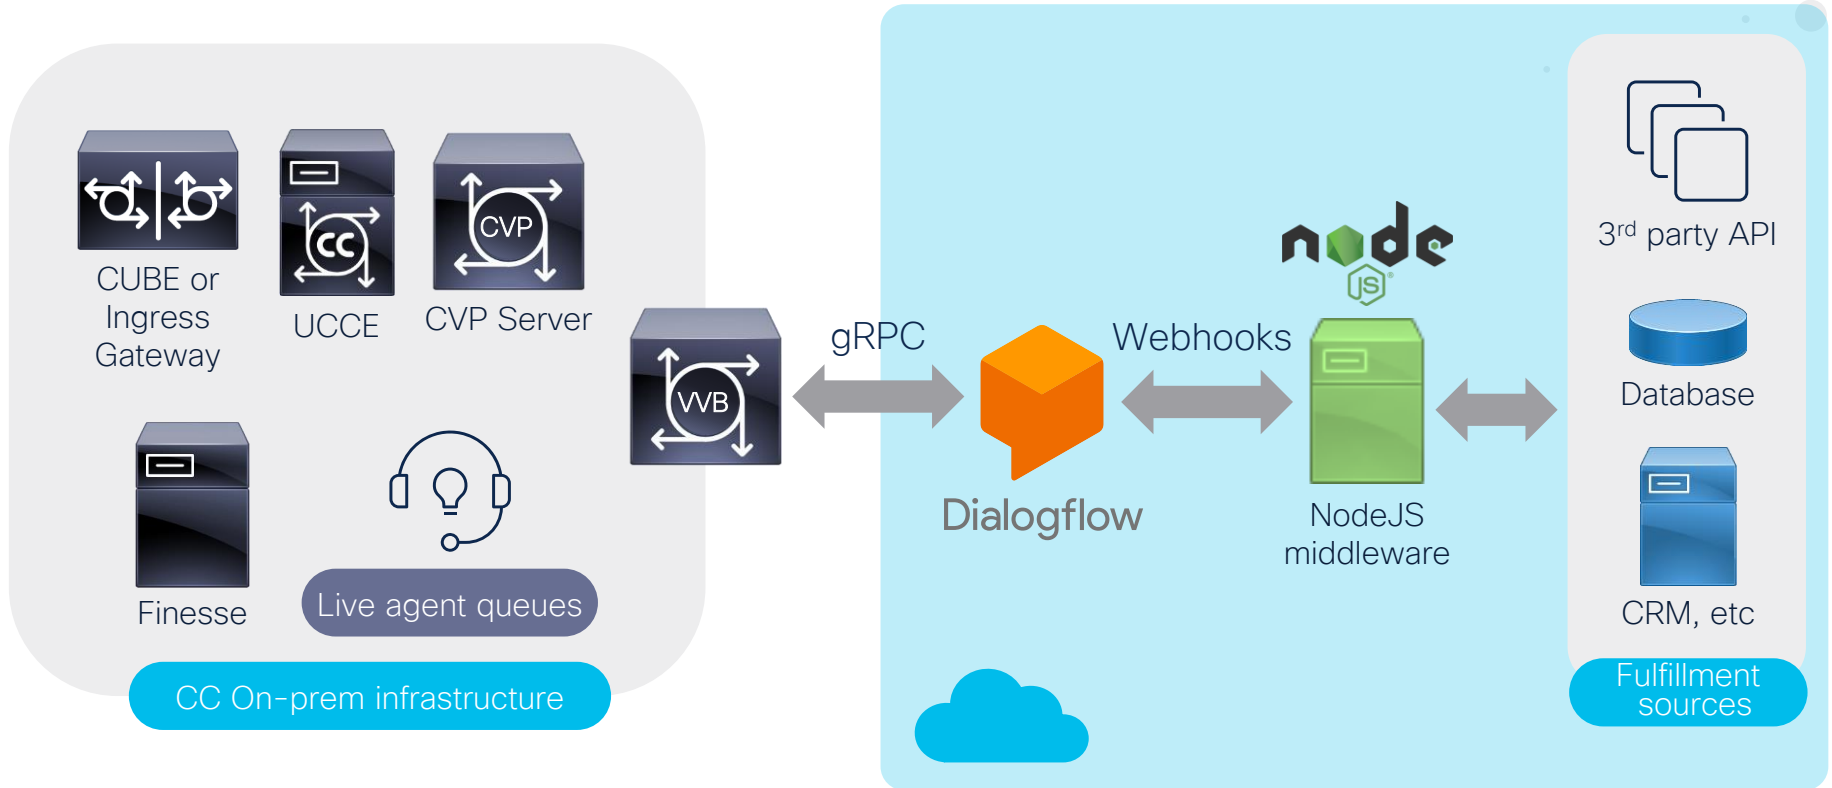 CUBE or
Ingress
Gateway
CC
UCCE
CVP
CVP Server
VVB
Finesse
Live agent queues
CC On-prem infrastructure
gRPC
Dialogflow
Webhooks
node
JS
NodeJS
middleware
3rd party API
Database
CRM, etc
Fulfillment
sources